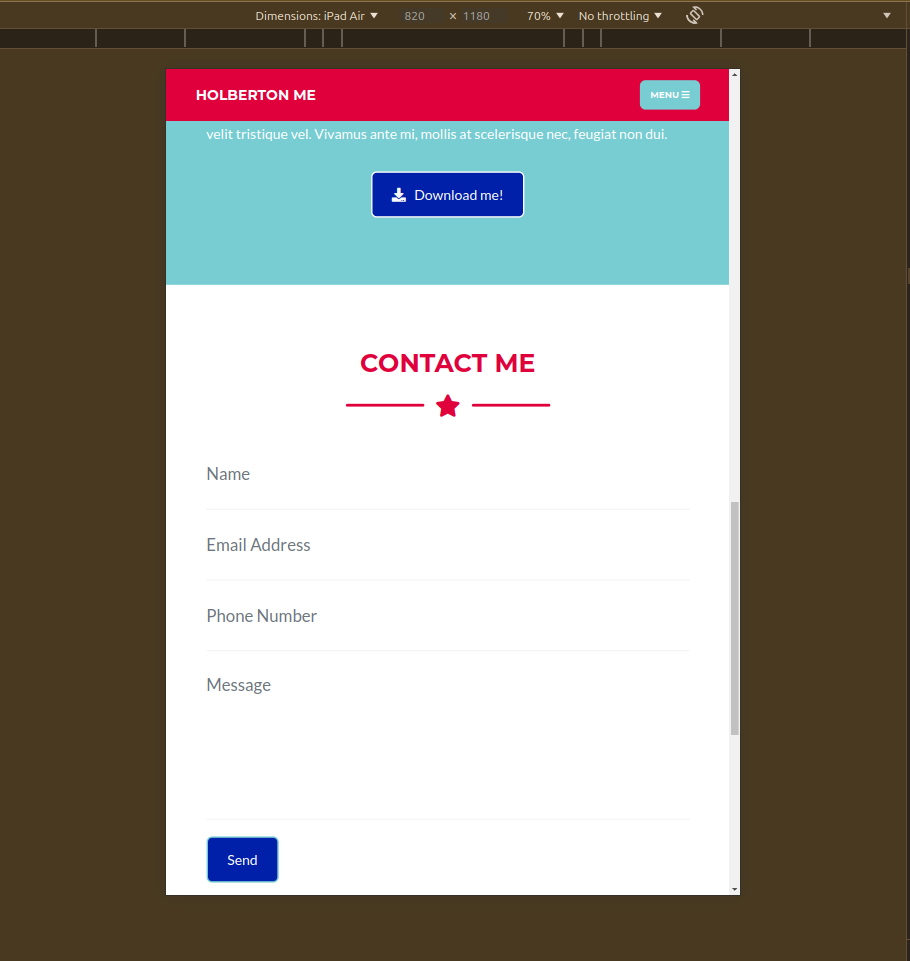 Dimensions: iPad Air 820 × 1180 70% No throttling
HOLBERTON ME
MENU
velit tristique vel. Vivamus ante mi, mollis at scelerisque nec, feugiat non dui.
Download me!
CONTACT ME
Name
Email Address
Phone Number
Message
Send